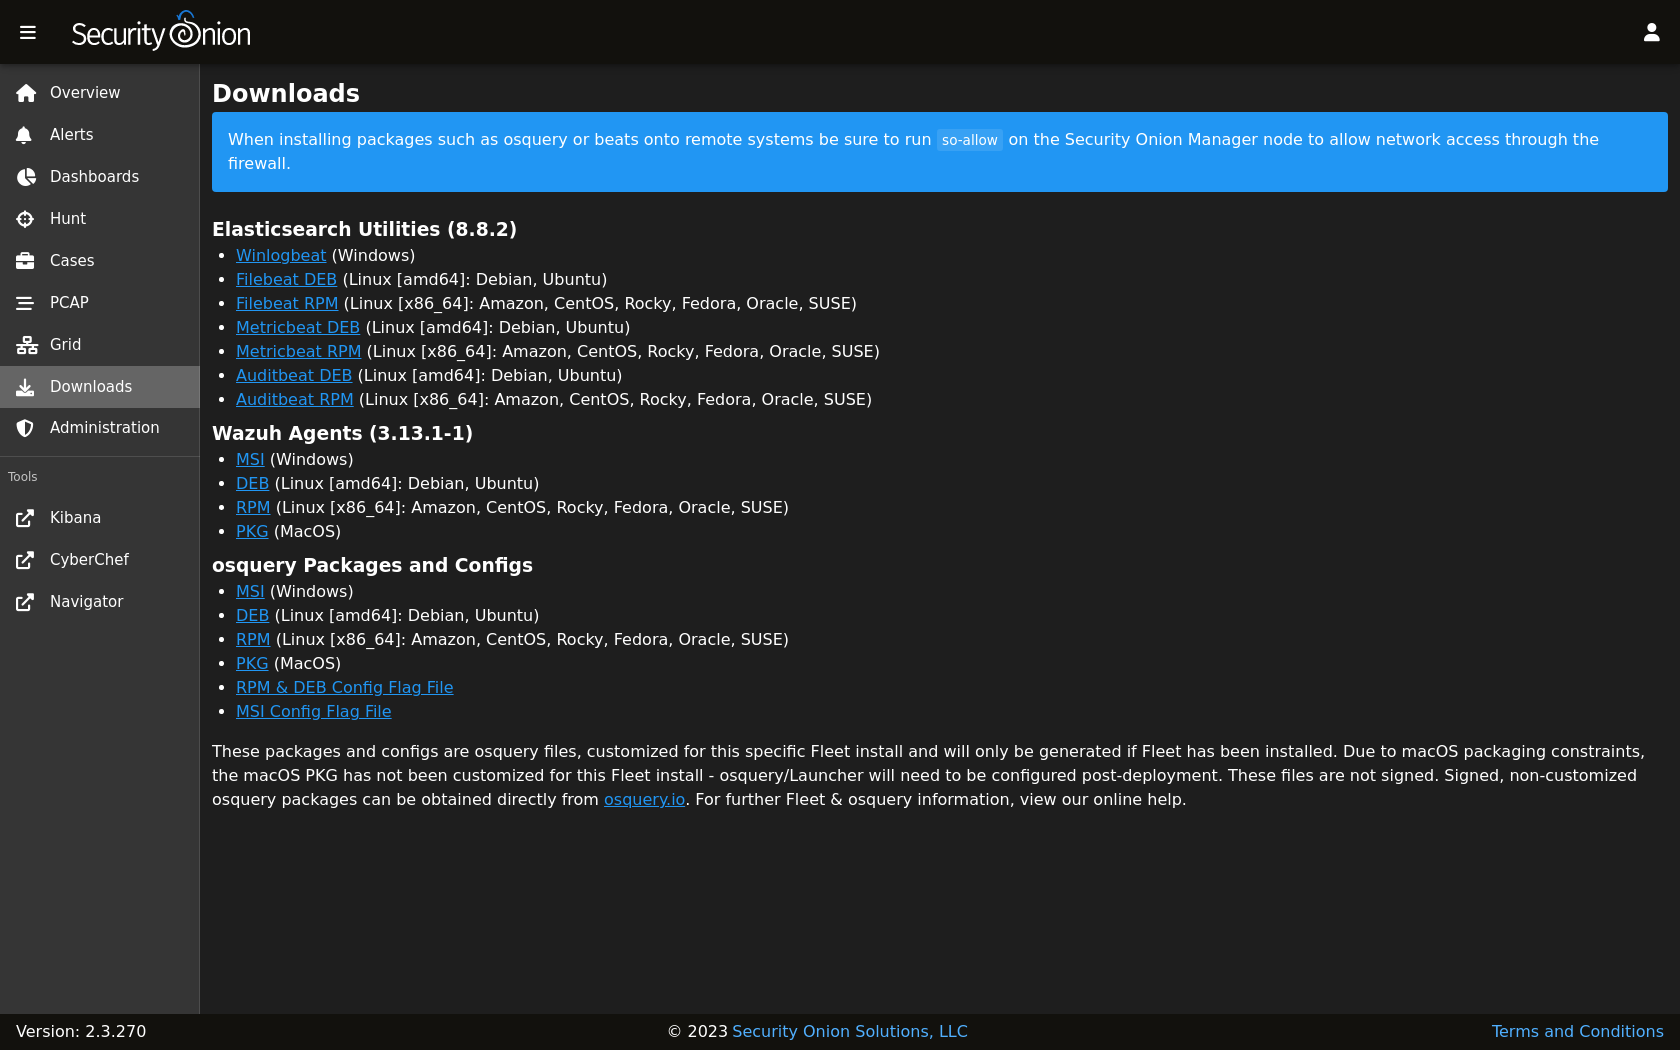 Security Onion
Overview
Alerts
Dashboards
Hunt
Cases
PCAP
Grid
Downloads
Administration
Tools
Kibana
CyberChef
Navigator
Downloads
When installing packages such as osquery or beats onto remote systems be sure to run so-allow on the Security Onion Manager node to allow network access through the
firewall.
Elasticsearch Utilities (8.8.2)
Winlogbeat (Windows)
Filebeat DEB (Linux [amd64]: Debian, Ubuntu)
Filebeat RPM (Linux [x86_64]: Amazon, CentOS, Rocky, Fedora, Oracle, SUSE)
Metricbeat DEB (Linux [amd64]: Debian, Ubuntu)
Metricbeat RPM (Linux [x86_64]: Amazon, CentOS, Rocky, Fedora, Oracle, SUSE)
Auditbeat DEB (Linux [amd64]: Debian, Ubuntu)
Auditbeat RPM (Linux [x86_64]: Amazon, CentOS, Rocky, Fedora, Oracle, SUSE)
Wazuh Agents (3.13.1-1)
MSI (Windows)
DEB (Linux [amd64]: Debian, Ubuntu)
RPM (Linux [x86_64]: Amazon, CentOS, Rocky, Fedora, Oracle, SUSE)
PKG (MacOS)
osquery Packages and Configs
MSI (Windows)
DEB (Linux [amd64]: Debian, Ubuntu)
RPM (Linux [x86_64]: Amazon, CentOS, Rocky, Fedora, Oracle, SUSE)
PKG (MacOS)
RPM & DEB Config Flag File
MSI Config Flag File
These packages and configs are osquery files, customized for this specific Fleet install and will only be generated if Fleet has been installed. Due to macOS packaging constraints,
the macOS PKG has not been customized for this Fleet install - osquery/Launcher will need to be configured post-deployment. These files are not signed. Signed, non-customized
osquery packages can be obtained directly from osquery.io. For further Fleet & osquery information, view our online help.
Version: 2.3.270
© 2023 Security Onion Solutions, LLC
Terms and Conditions